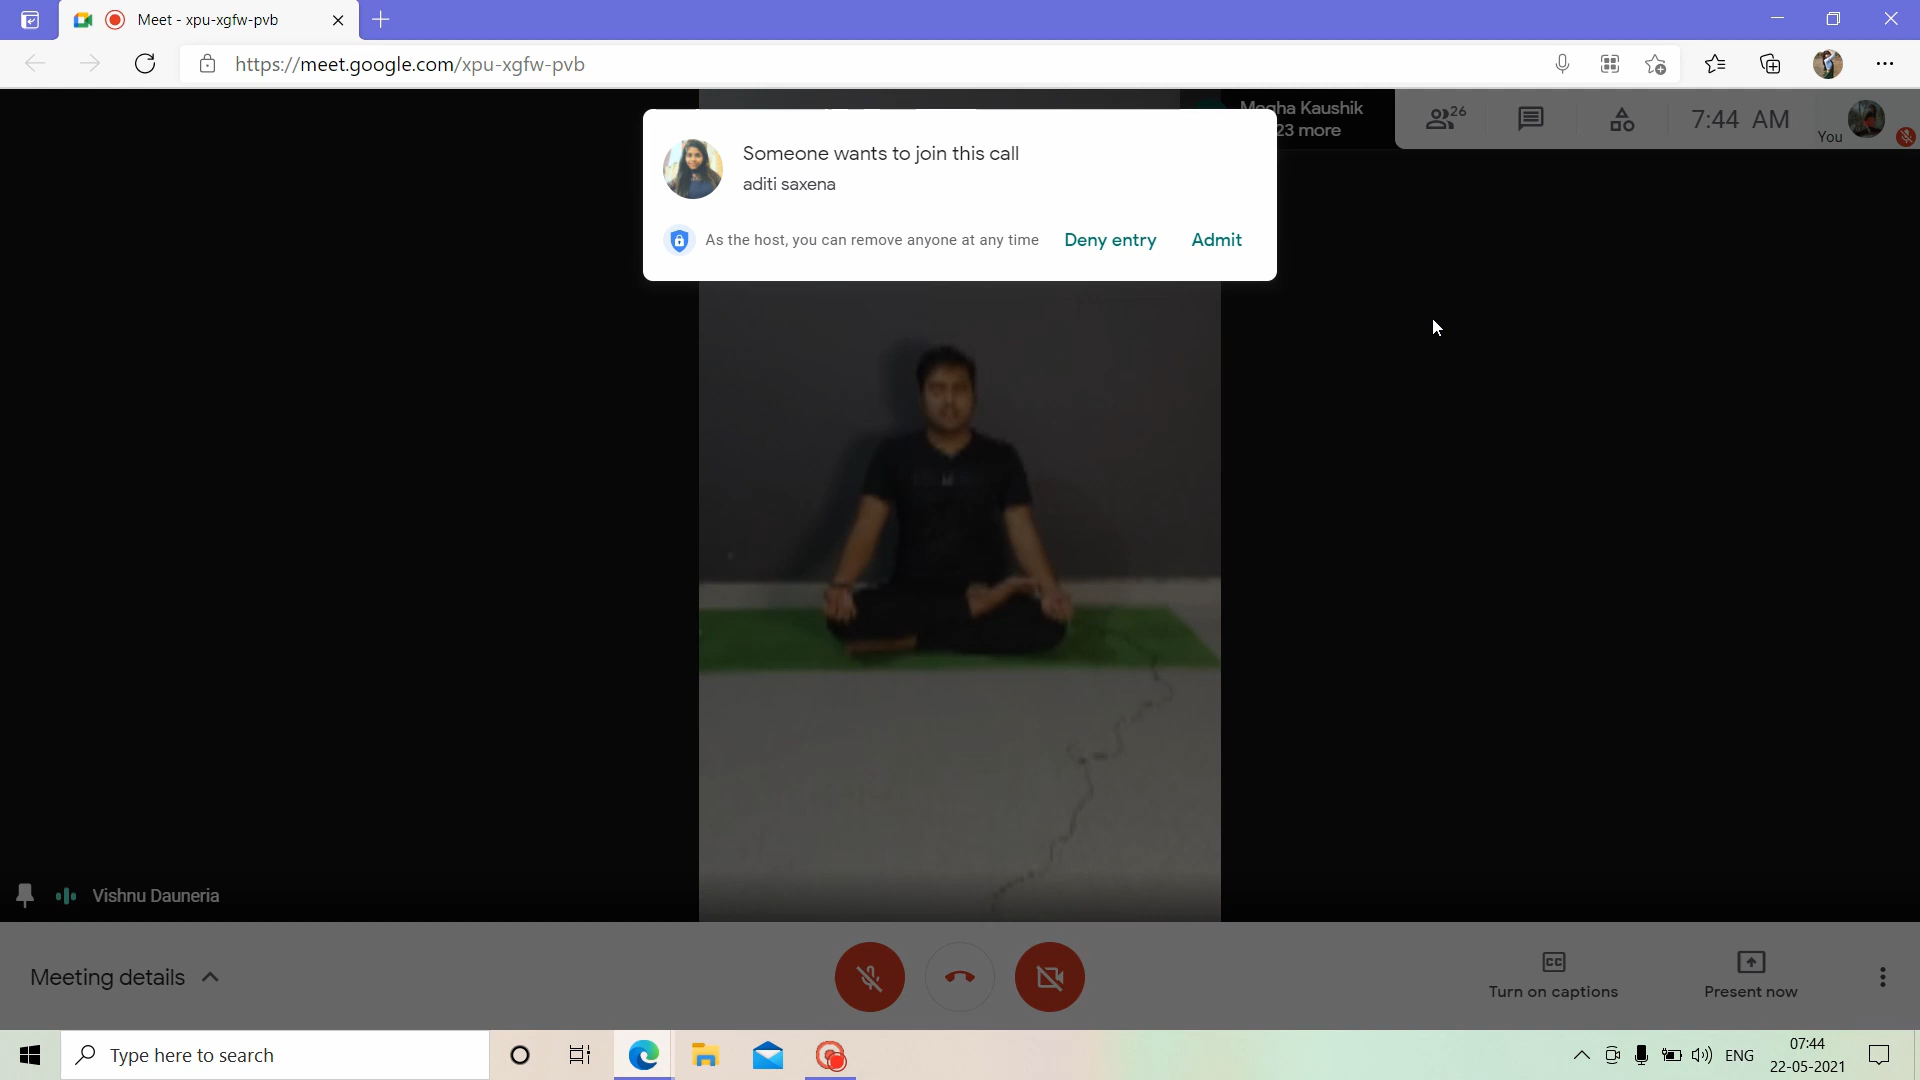 Meet - xpu-xgfw-pvb
https://meet.google.com/xpu-xgfw-pvb
Megha Kaushik
23 more
26
7:44 AM
You
Someone wants to join this call
aditi saxena
As the host, you can remove anyone at any time
Deny entry
Admit
Vishnu Dauneria
Meeting details
CC
Turn on captions
Present now
Type here to search
ENG
07:44
22-05-2021